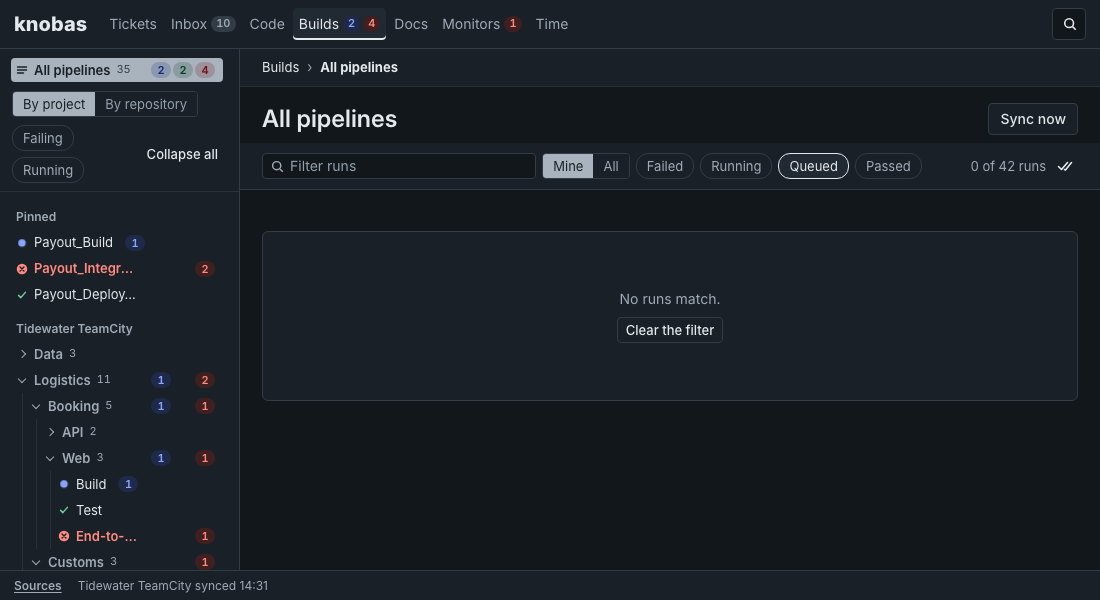 knobas Tickets Inbox 10 Code Builds 2 4 Docs Monitors 1 Time
All pipelines 35 2 2 4
By project By repository
Failing
Collapse all
Running
Pinned
Payout_Build 1
Payout_Integr... 2
Payout_Deploy...
Tidewater TeamCity
Data 3
Logistics 11 1 2
Booking 5 1 1
API 2
Web 3 1 1
Build 1
Test
End-to-... 1
Customs 3 1
Builds › All pipelines
All pipelines
Sync now
Filter runs Mine All Failed Running Queued Passed 0 of 42 runs
No runs match.
Clear the filter
Sources Tidewater TeamCity synced 14:31